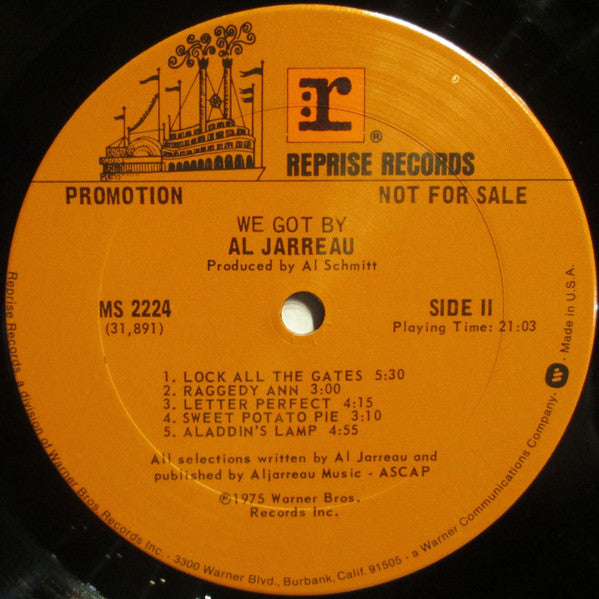 r
®
REPRISE RECORDS
PROMOTION NOT FOR SALE
WE GOT BY
AL JARREAU
Produced by Al Schmitt
MS 2224 SIDE II
(31,891) Playing Time: 21:03
1. LOCK ALL THE GATES 5:30
2. RAGGEDY ANN 3:00
3. LETTER PERFECT 4:15
4. SWEET POTATO PIE 3:10
5. ALADDIN'S LAMP 4:55
All selections written by Al Jarreau and
published by Aljarreau Music - ASCAP
℗1975 Warner Bros.
Records Inc.
Reprise Records, a division of Warner Bros. Records Inc. · 3300 Warner Blvd., Burbank, Calif. 91505 · a Warner Communications Company · W · Made in U.S.A.